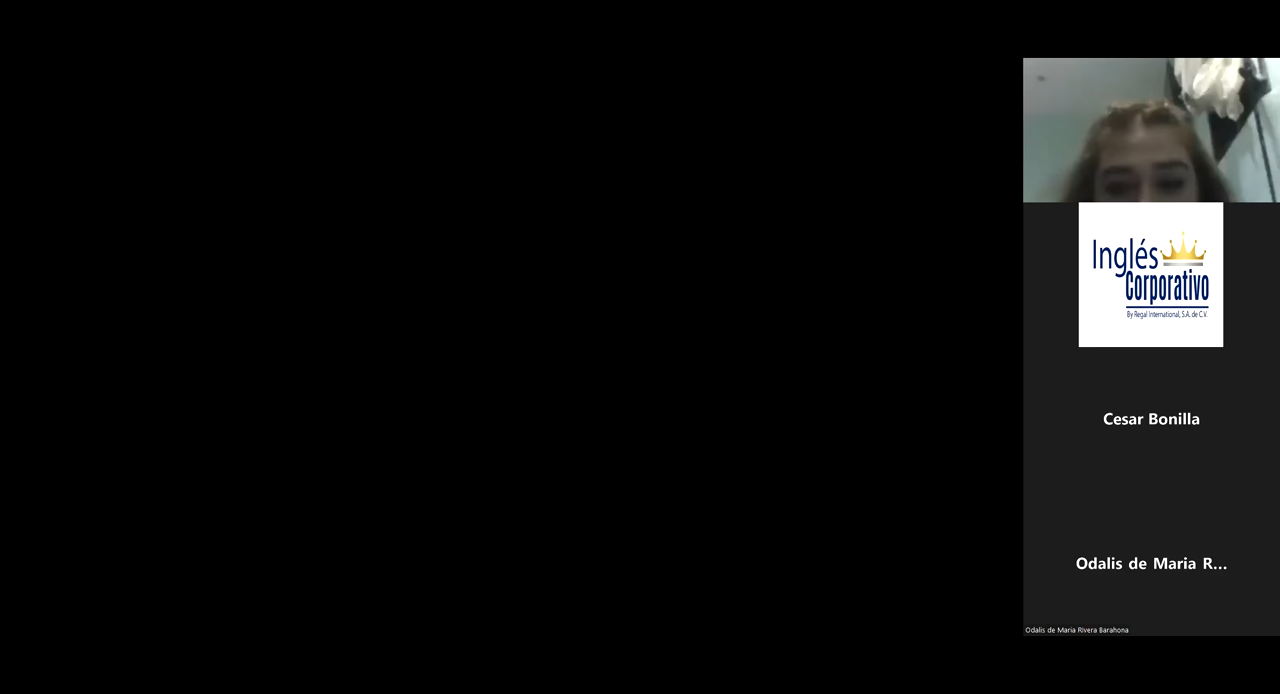 Inglés
Corporativo
By Regal International, S.A. de C.V.
Cesar Bonilla
Odalis de Maria R...
Odalis de Maria Rivera Barahona